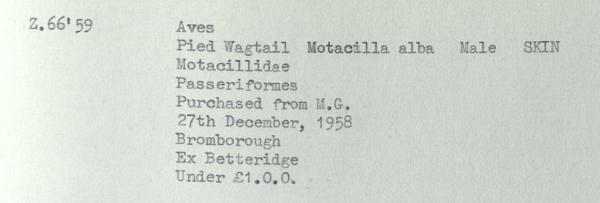 Z.66'59 Aves
Pied Wagtail Motacilla alba Male SKIN
Motacillidae
Passeriformes
Purchased from M.G.
27th December, 1958
Bromborough
Ex Betteridge
Under £1.0.0.